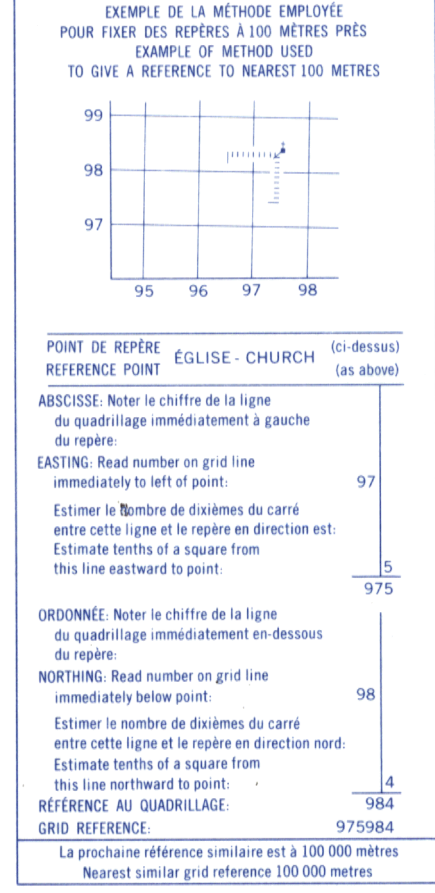 EXEMPLE DE LA MÉTHODE EMPLOYÉE
POUR FIXER DES REPÈRES À 100 MÈTRES PRÈS
EXAMPLE OF METHOD USED
TO GIVE A REFERENCE TO NEAREST 100 METRES
99
98
97
95 96 97 98
POINT DE REPÈRE ÉGLISE - CHURCH (ci-dessus)
REFERENCE POINT (as above)
ABSCISSE: Noter le chiffre de la ligne
du quadrillage immédiatement à gauche
du repère:
EASTING: Read number on grid line
immediately to left of point: 97
Estimer le nombre de dixièmes du carré
entre cette ligne et le repère en direction est:
Estimate tenths of a square from
this line eastward to point: 5
975
ORDONNÉE: Noter le chiffre de la ligne
du quadrillage immédiatement en-dessous
du repère:
NORTHING: Read number on grid line
immediately below point: 98
Estimer le nombre de dixièmes du carré
entre cette ligne et le repère en direction nord:
Estimate tenths of a square from
this line northward to point: 4
RÉFÉRENCE AU QUADRILLAGE: 984
GRID REFERENCE: 975984
La prochaine référence similaire est à 100 000 mètres
Nearest similar grid reference 100 000 metres